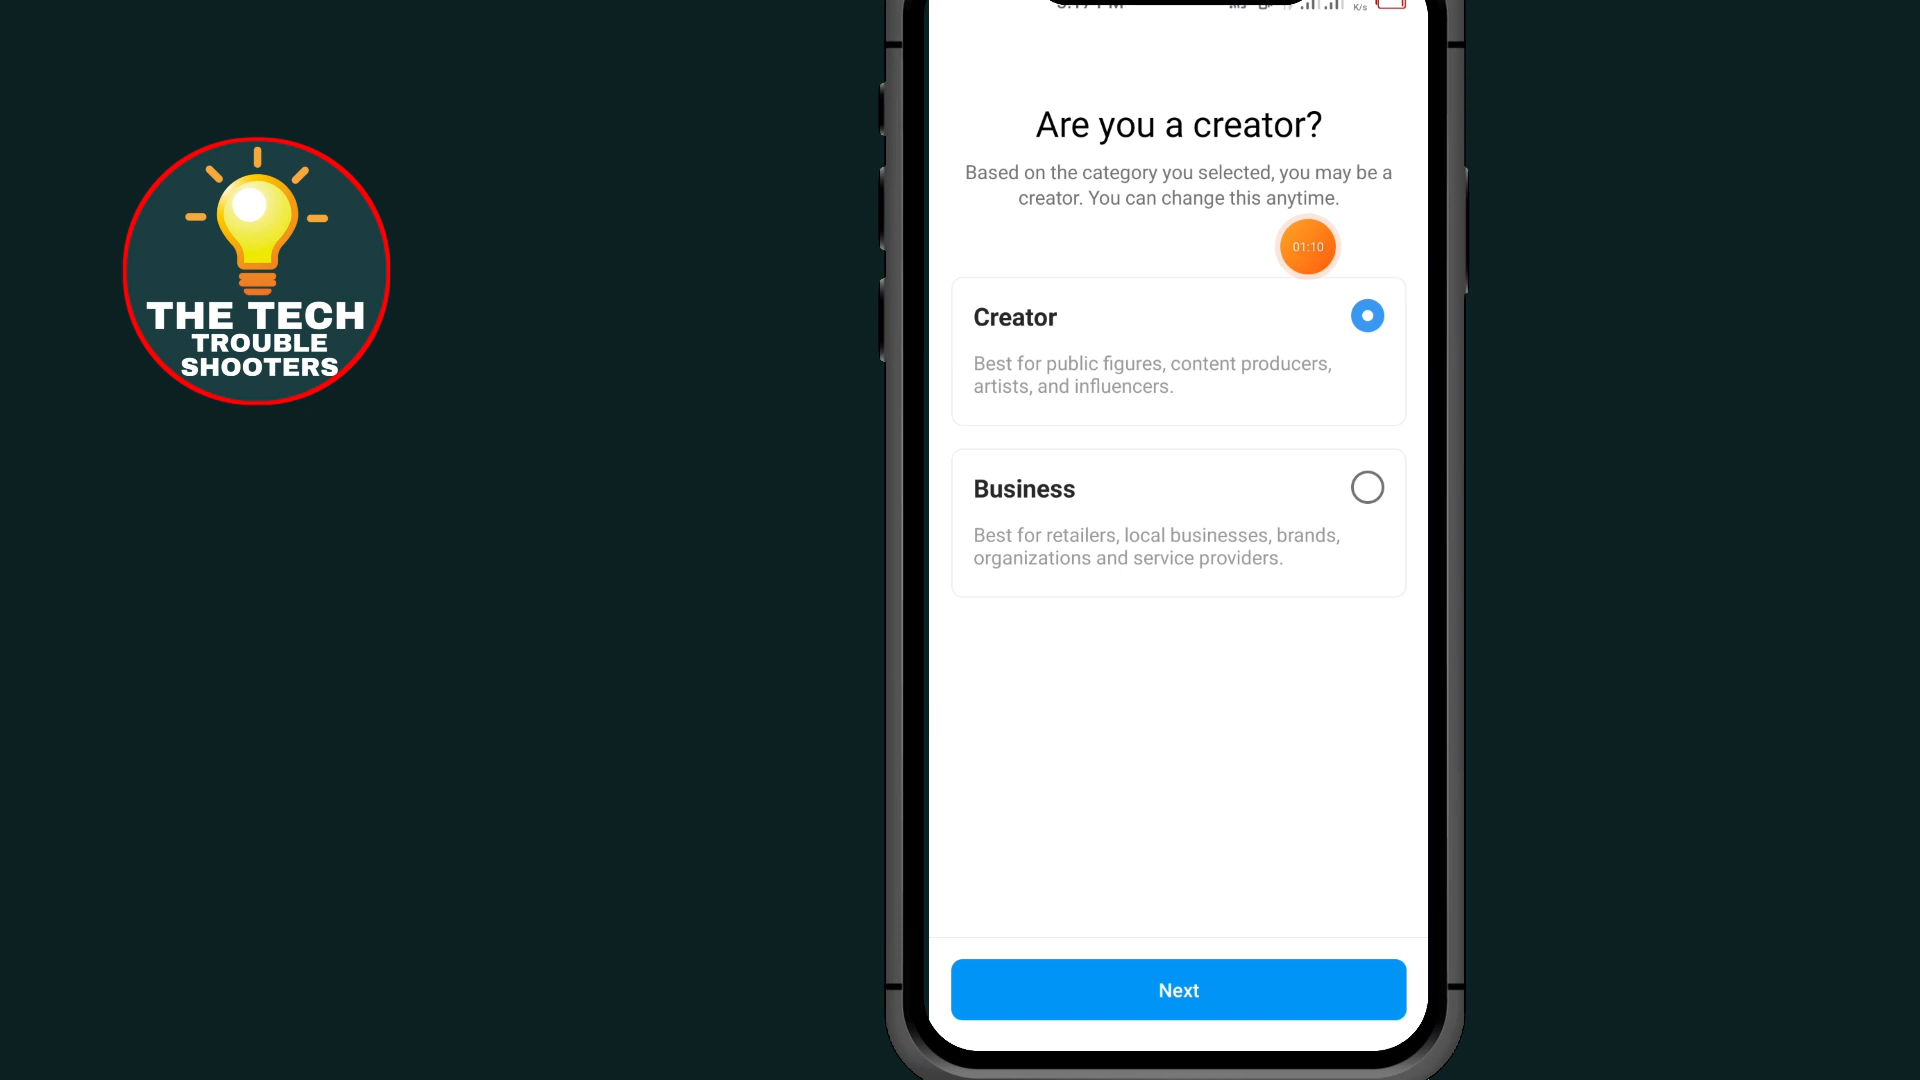 THE TECH
TROUBLE
SHOOTERS
K/s
Are you a creator?
Based on the category you selected, you may be a
creator. You can change this anytime.
01:10
Creator
Best for public figures, content producers,
artists, and influencers.
Business
Best for retailers, local businesses, brands,
organizations and service providers.
Next